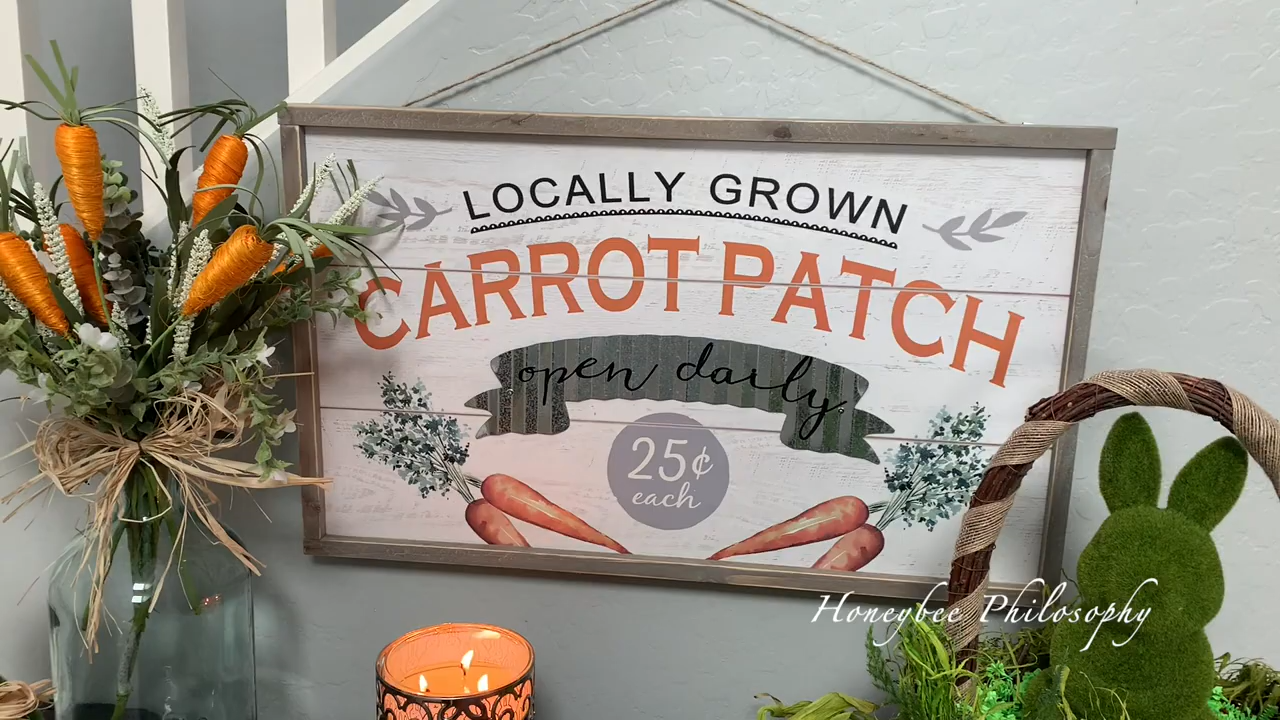 LOCALLY GROWN
CARROT PATCH
open daily
25¢
each
Honeybee Philosophy